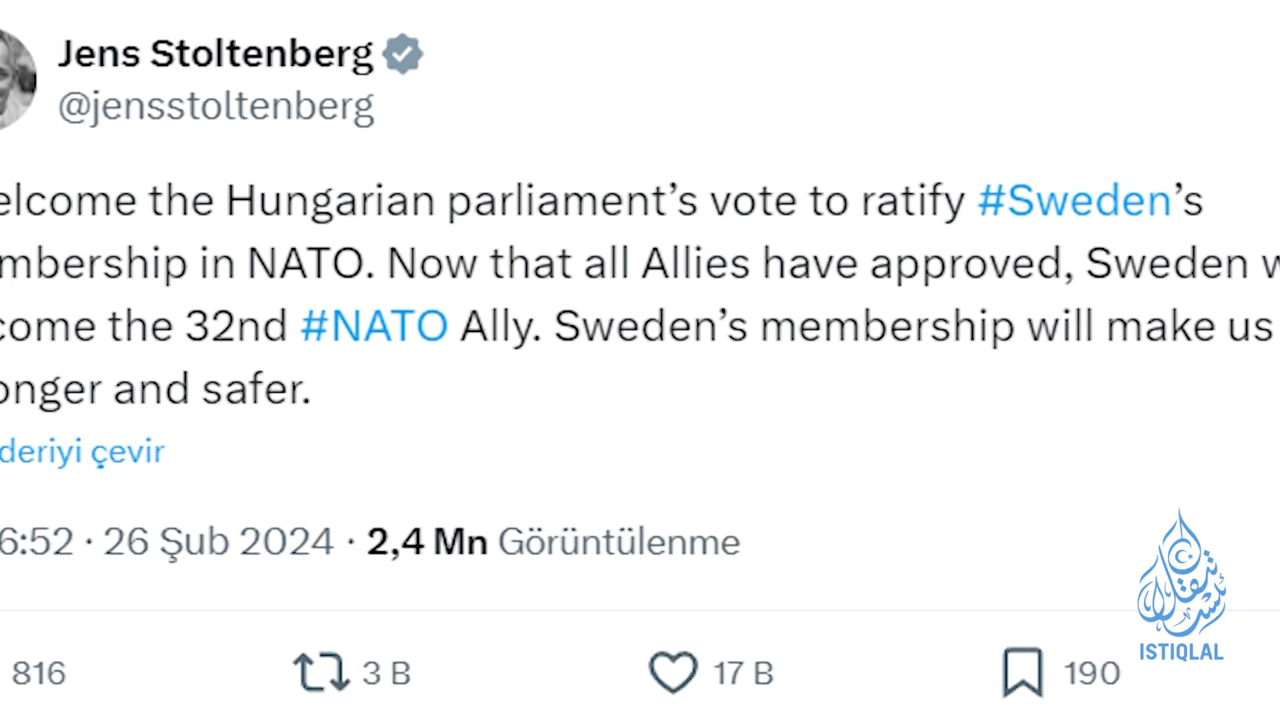 Jens Stoltenberg
@jensstoltenberg
elcome the Hungarian parliament's vote to ratify #Sweden's
mbership in NATO. Now that all Allies have approved, Sweden w
come the 32nd #NATO Ally. Sweden's membership will make us
onger and safer.
deriyi çevir
6:52 · 26 Şub 2024 · 2,4 Mn Görüntülenme
816
3 B
17 B
190
ISTIQLAL